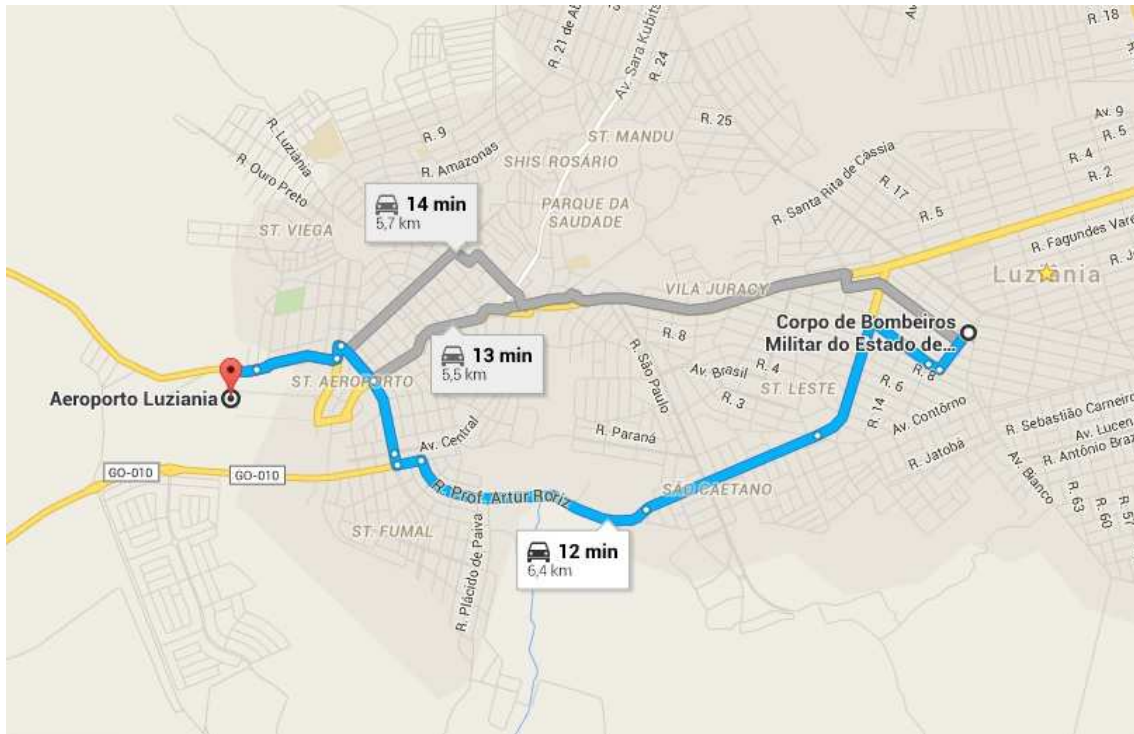 R. 18
Av.
R. 21 de Ab
Av. Sara Kubits
R. 24
R. 25
ST. MANDU
R. 9
R. Luziânia
R. Amazonas
SHIS ROSÁRIO
R. Ouro Preto
Av. 9
R. 5
R. 4
R. 2
R. Santa Rita de Cássia
R. 17
R. 5
14 min
5,7 km
PARQUE DA
SAUDADE
ST. VIEGA
R. Fagundes Vare
R. J
Luziânia
VILA JURACY
Corpo de Bombeiros
Militar do Estado de...
R. 8
13 min
5,5 km
R. São Paulo
R. 4
Av. Brasil
ST. LESTE
R. 3
R. 8
R. 6
R. 14
Av. Contôrno
ST. AEROPORTO
Aeroporto Luziania
R. Sebastião Carneiro
Av. Lucen
R. Antônio Braz
R. Jatobá
Av. Bianco
R. Paraná
Av. Central
GO-010
GO-010
R. Prof. Artur Roriz
SÃO CAETANO
R. 63
R. 60
R. 57
ST. FUMAL
R. Plácido de Paiva
12 min
6,4 km